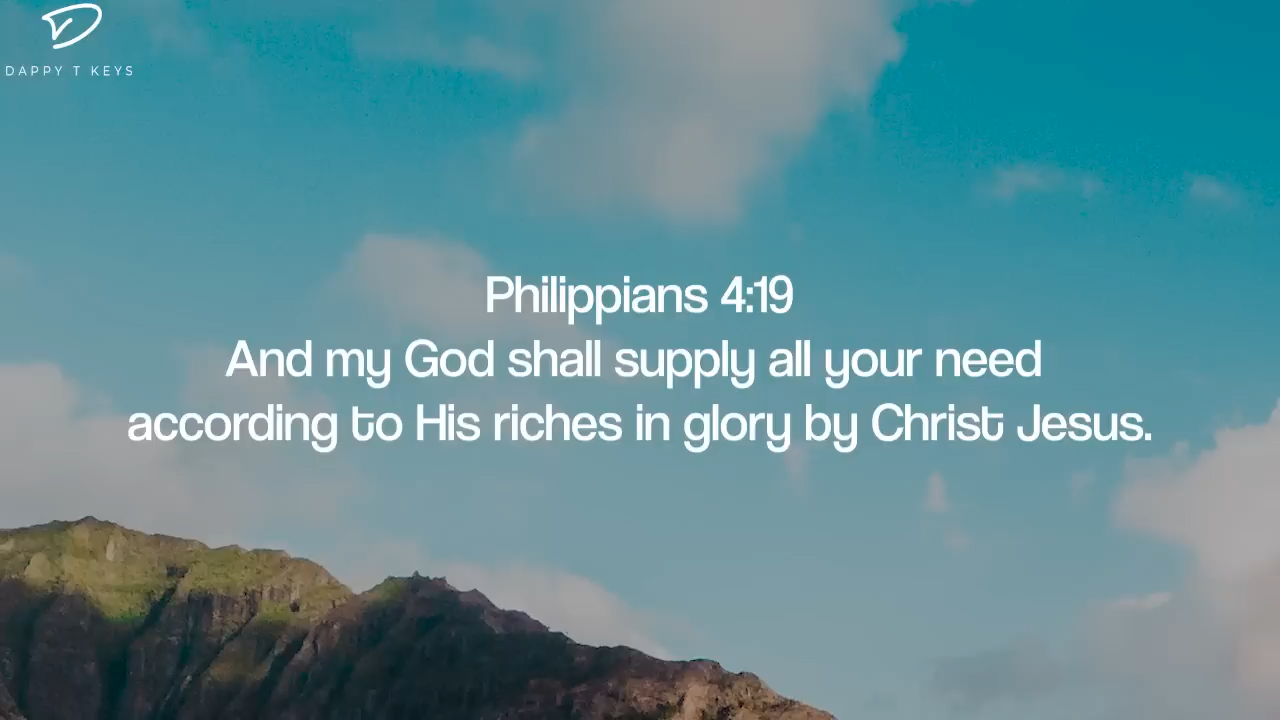 DAPPY T KEYS
Philippians 4:19
And my God shall supply all your need
according to His riches in glory by Christ Jesus.